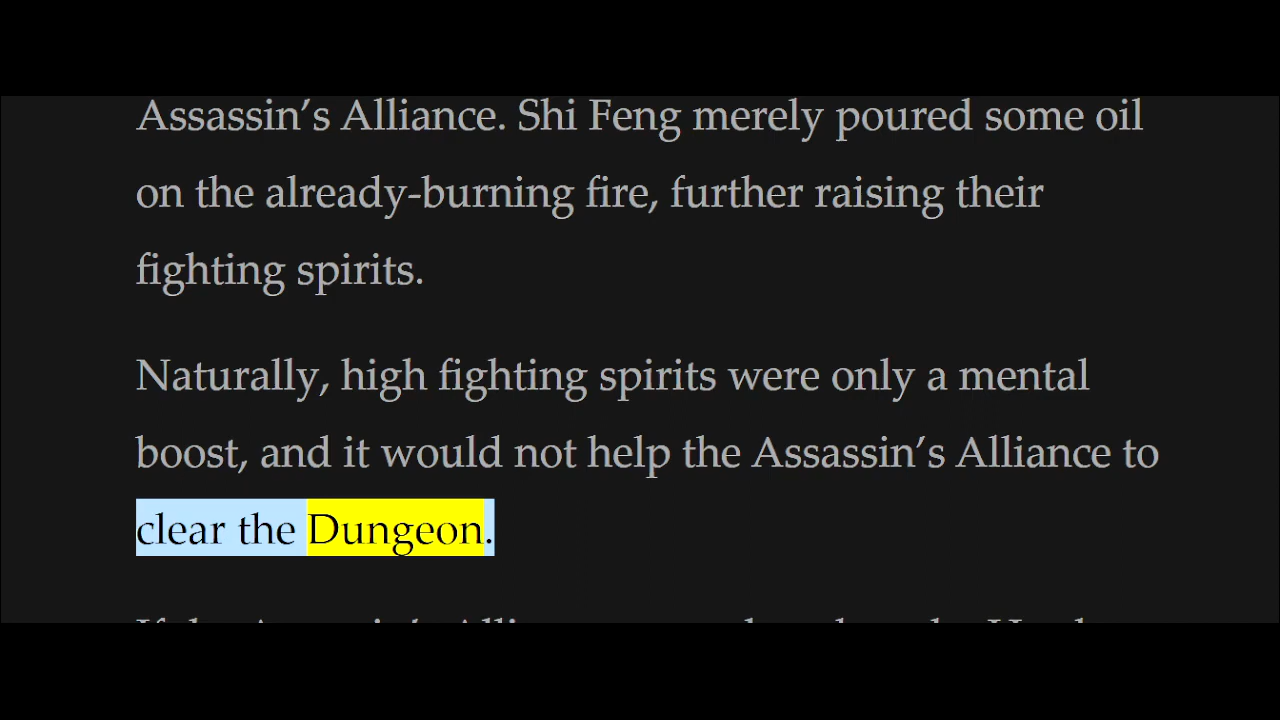 Assassin’s Alliance. Shi Feng merely poured some oil
on the already-burning fire, further raising their
fighting spirits.
Naturally, high fighting spirits were only a mental
boost, and it would not help the Assassin’s Alliance to
clear the Dungeon.